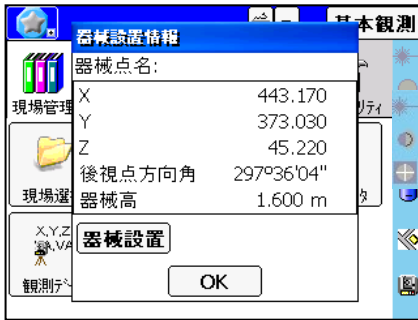 基本観測
器械設置情報
器械点名:
X 443.170
Y 373.030
Z 45.220
後視点方向角 297°36'04"
器械高 1.600 m
器械設置
OK
現場管理
現場選
X,Y,Z
観測デ